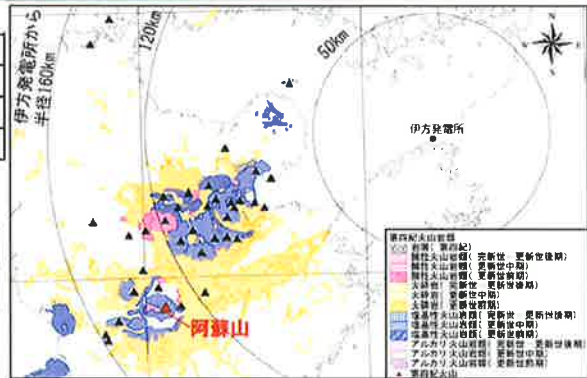 伊方発電所から
半径160km
120km
50km
伊方発電所
阿蘇山
第四紀火山岩類
岩屑(第四紀)
酸性火山岩類(完新世‐更新世後期)
酸性火山岩類(更新世中期)
酸性火山岩類(更新世前期)
火砕岩(完新世‐更新世後期)
火砕岩(更新世中期)
火砕岩(更新世前期)
塩基性火山岩類(完新世‐更新世後期)
塩基性火山岩類(更新世中期)
塩基性火山岩類(更新世前期)
アルカリ火山岩類(完新世‐更新世後期)
アルカリ火山岩類(更新世中期)
アルカリ火山岩類(更新世前期)
第四紀火山